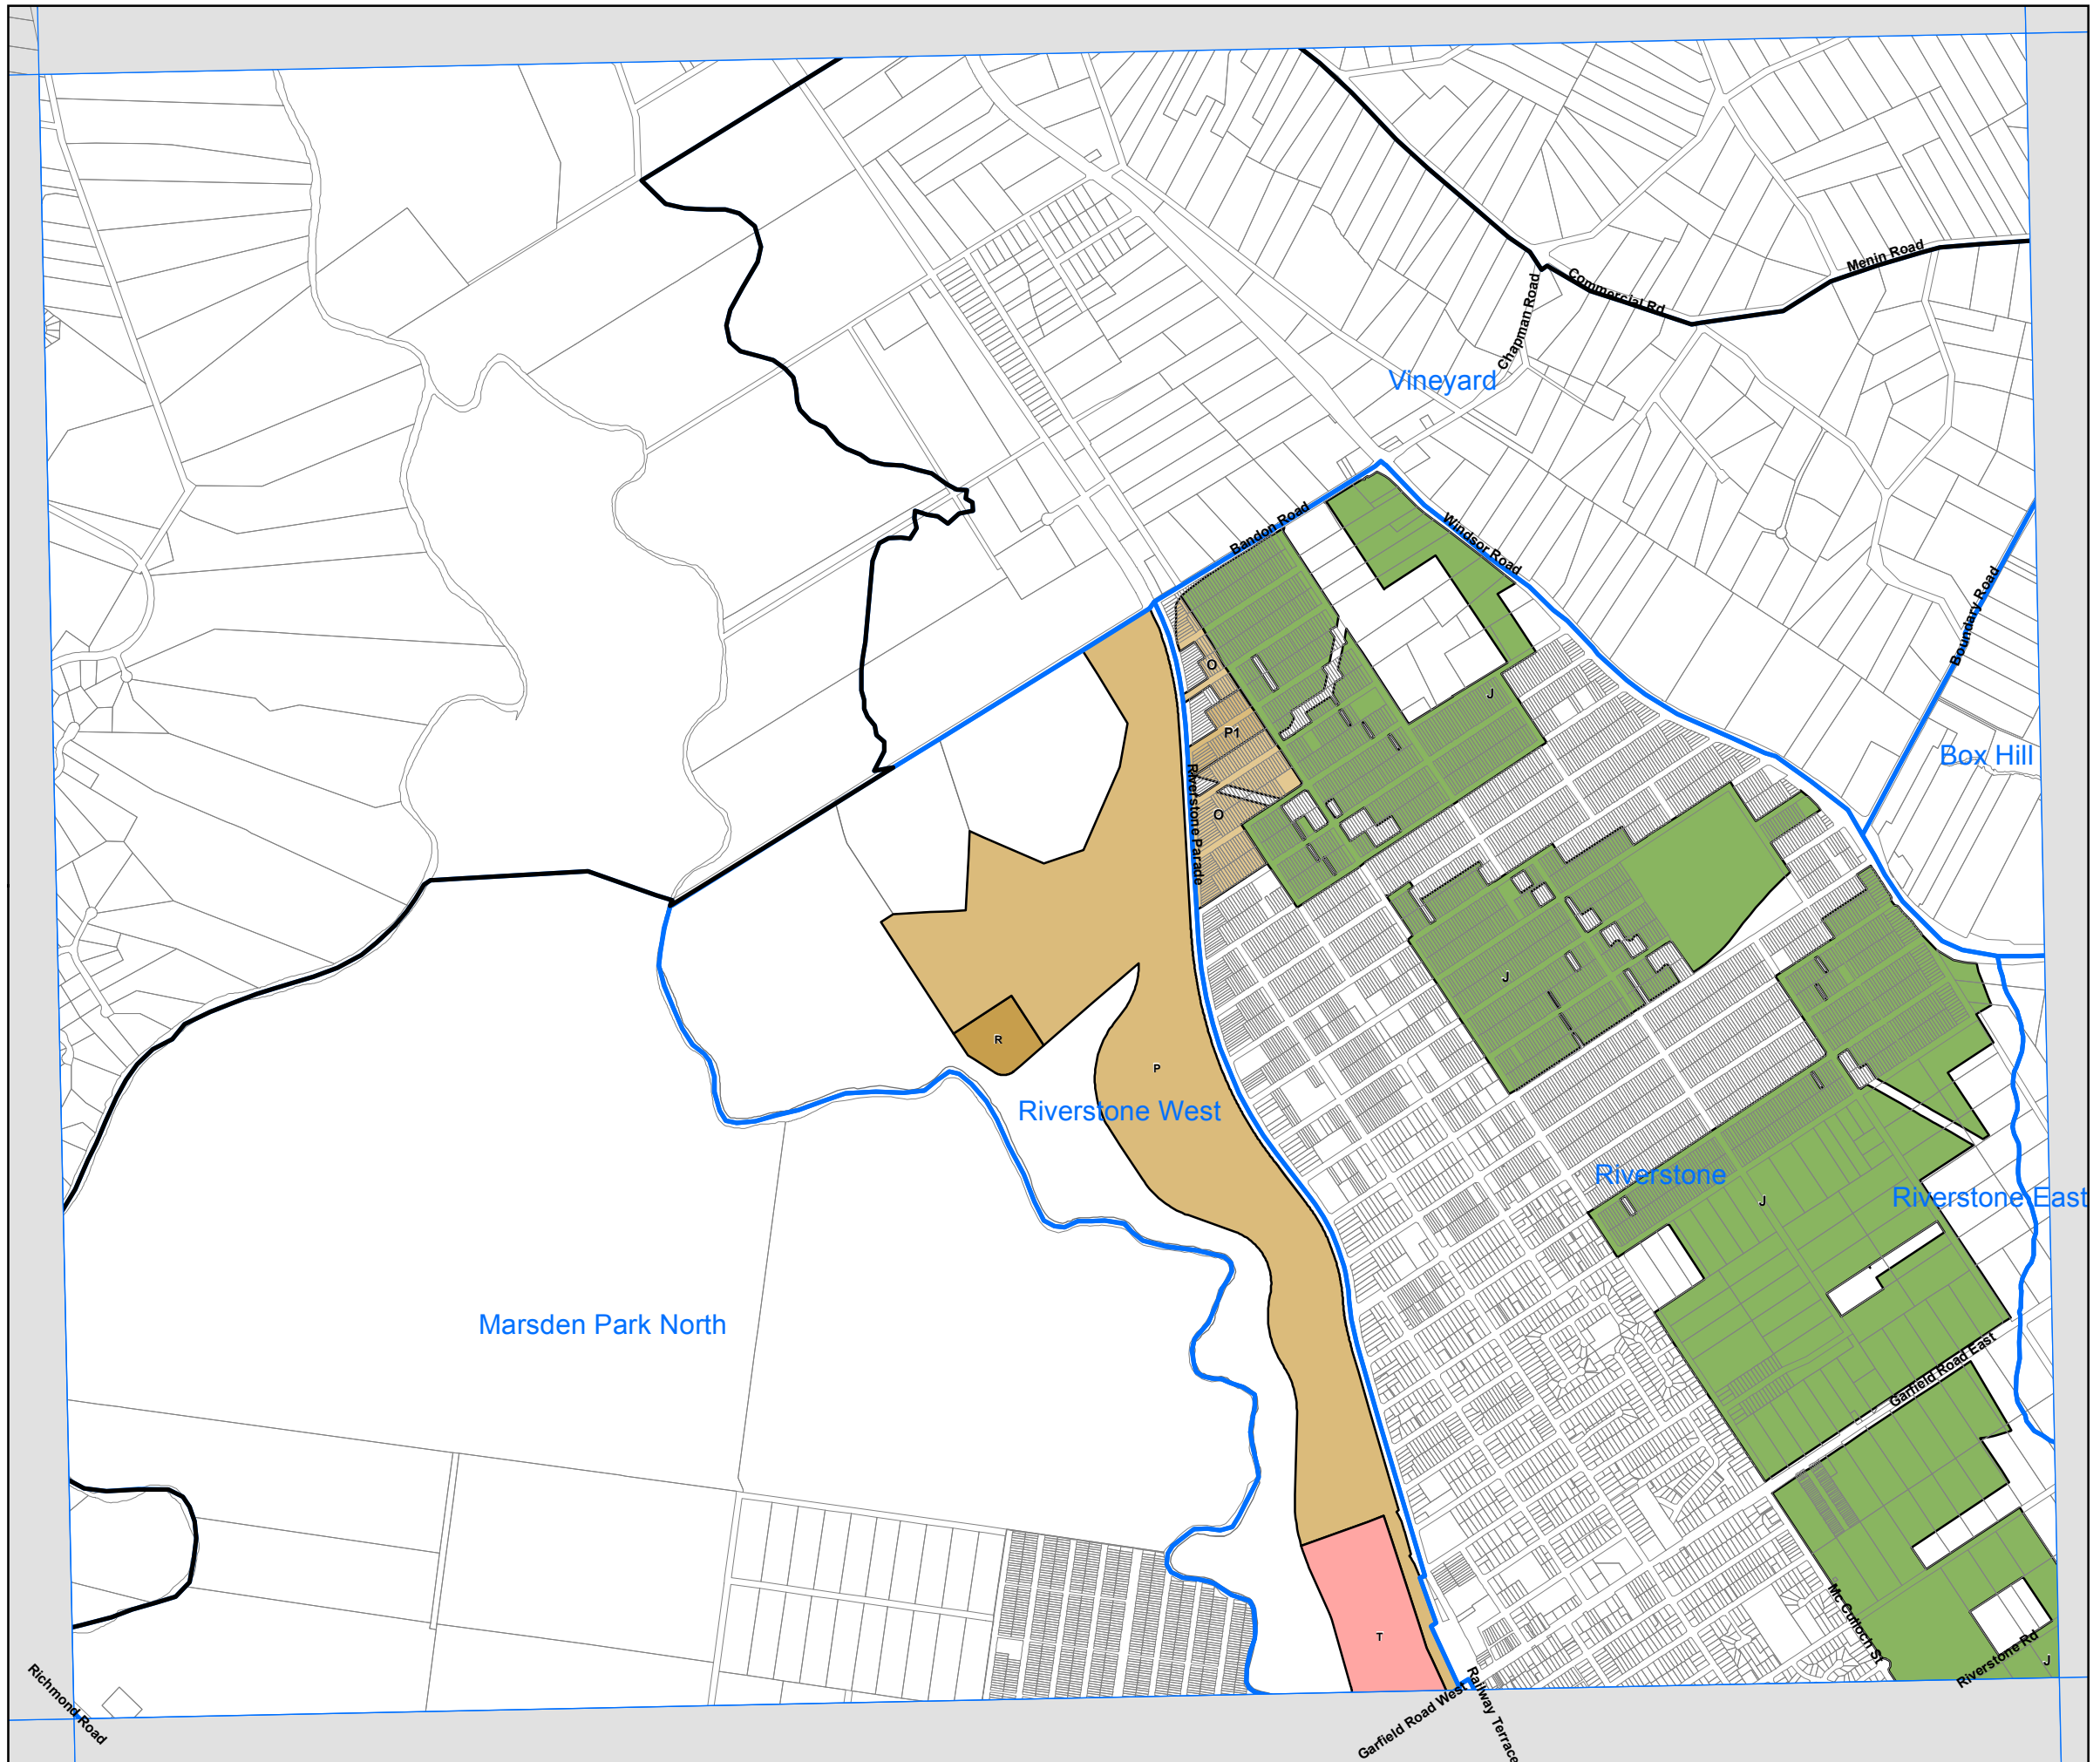 Menin Road
Commercial Rd
Chapman Road
Vineyard
Bandon Road
Windsor Road
Boundary Road
O
J
P1
Box Hill
Riverstone Parade
O
J
R
P
Riverstone West
Riverstone
Riverstone East
J
Marsden Park North
Garfield Road East
Mc Culloch St
T
Riverstone Rd
J
Richmond Road
Garfield Road West
Railway Terrace